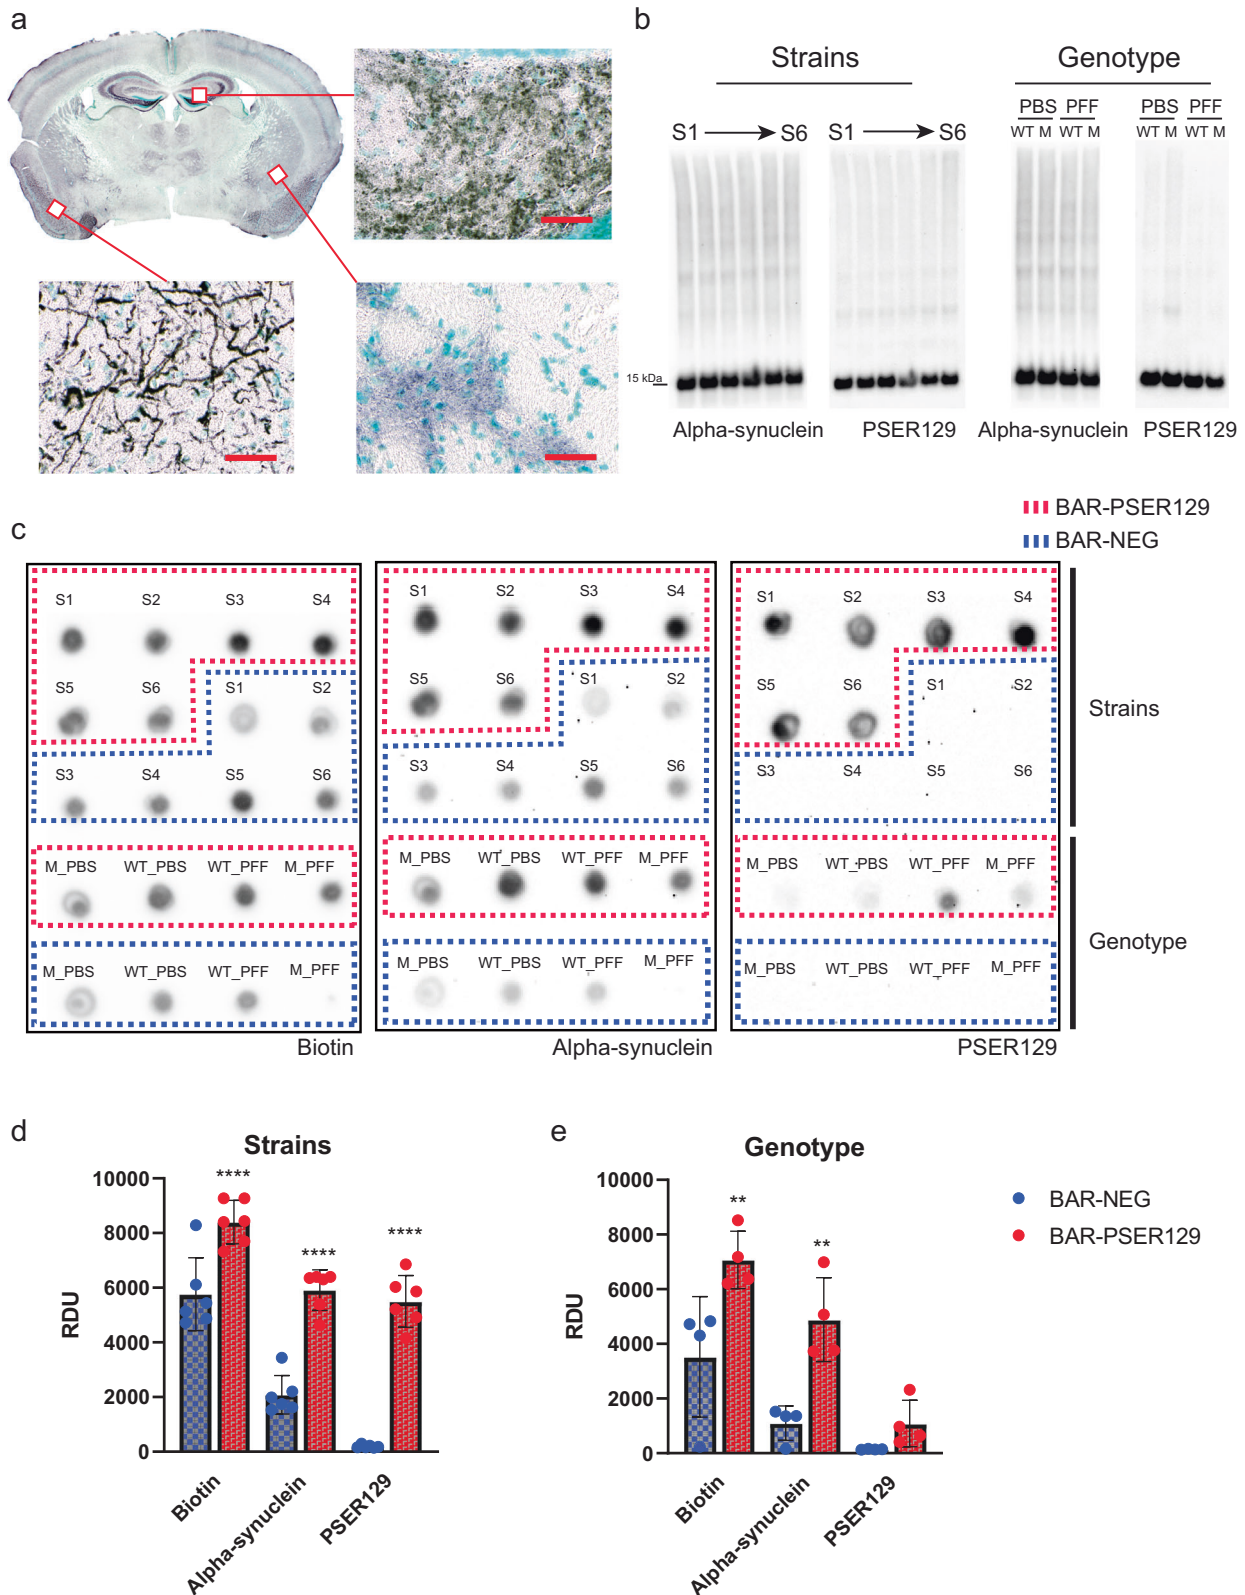 a
b
Strains
Genotype
PBS PFF
WT M WT M
PBS PFF
WT M WT M
S1 S6
S1 S6
15 kDa
Alpha-synuclein
PSER129
Alpha-synuclein
PSER129
BAR-PSER129
BAR-NEG
c
S1 S2 S3 S4
S5 S6 S1 S2
S3 S4 S5 S6
M_PBS WT_PBS WT_PFF M_PFF
M_PBS WT_PBS WT_PFF M_PFF
Biotin
S1 S2 S3 S4
S5 S6 S1 S2
S3 S4 S5 S6
M_PBS WT_PBS WT_PFF M_PFF
M_PBS WT_PBS WT_PFF M_PFF
Alpha-synuclein
S1 S2 S3 S4
S5 S6 S1 S2
S3 S4 S5 S6
M_PBS WT_PBS WT_PFF M_PFF
M_PBS WT_PBS WT_PFF M_PFF
PSER129
Strains
Genotype
d
Strains
RDU
10000
8000
6000
4000
2000
0
****
****
****
Biotin
Alpha-synuclein
PSER129
e
Genotype
RDU
10000
8000
6000
4000
2000
0
**
**
Biotin
Alpha-synuclein
PSER129
BAR-NEG
BAR-PSER129